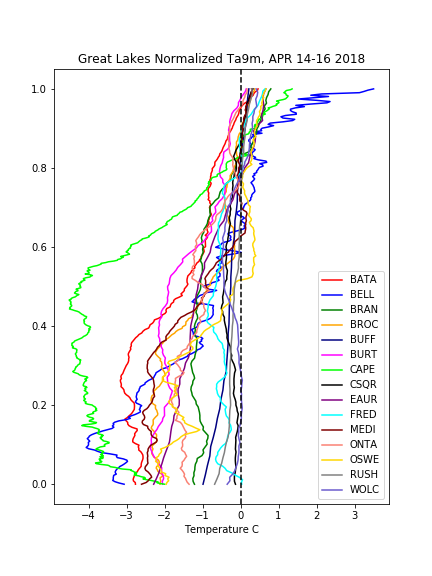 Great Lakes Normalized Ta9m, APR 14-16 2018
1.0
0.8
0.6
0.4
0.2
0.0
BATA
BELL
BRAN
BROC
BUFF
BURT
CAPE
CSQR
EAUR
FRED
MEDI
ONTA
OSWE
RUSH
WOLC
−4 −3 −2 −1 0 1 2 3
Temperature C